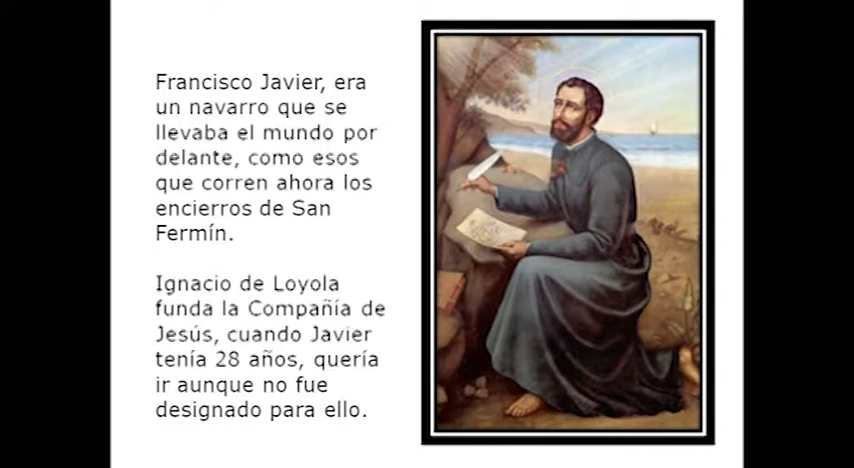 Francisco Javier, era
un navarro que se
llevaba el mundo por
delante, como esos
que corren ahora los
encierros de San
Fermín.
Ignacio de Loyola
funda la Compañía de
Jesús, cuando Javier
tenía 28 años, quería
ir aunque no fue
designado para ello.